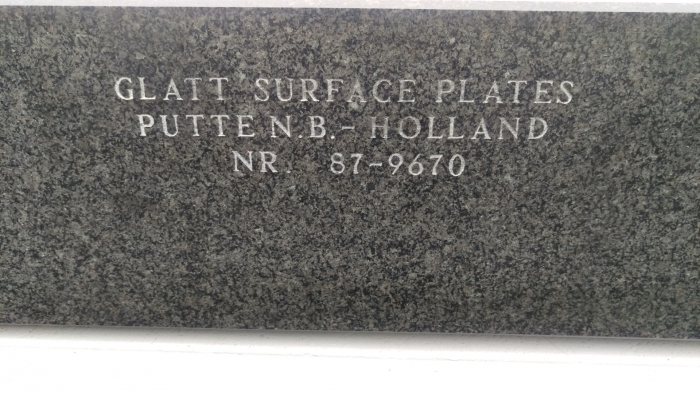 GLATT SURFACE PLATES
PUTTE N.B.- HOLLAND
NR. 87-9670